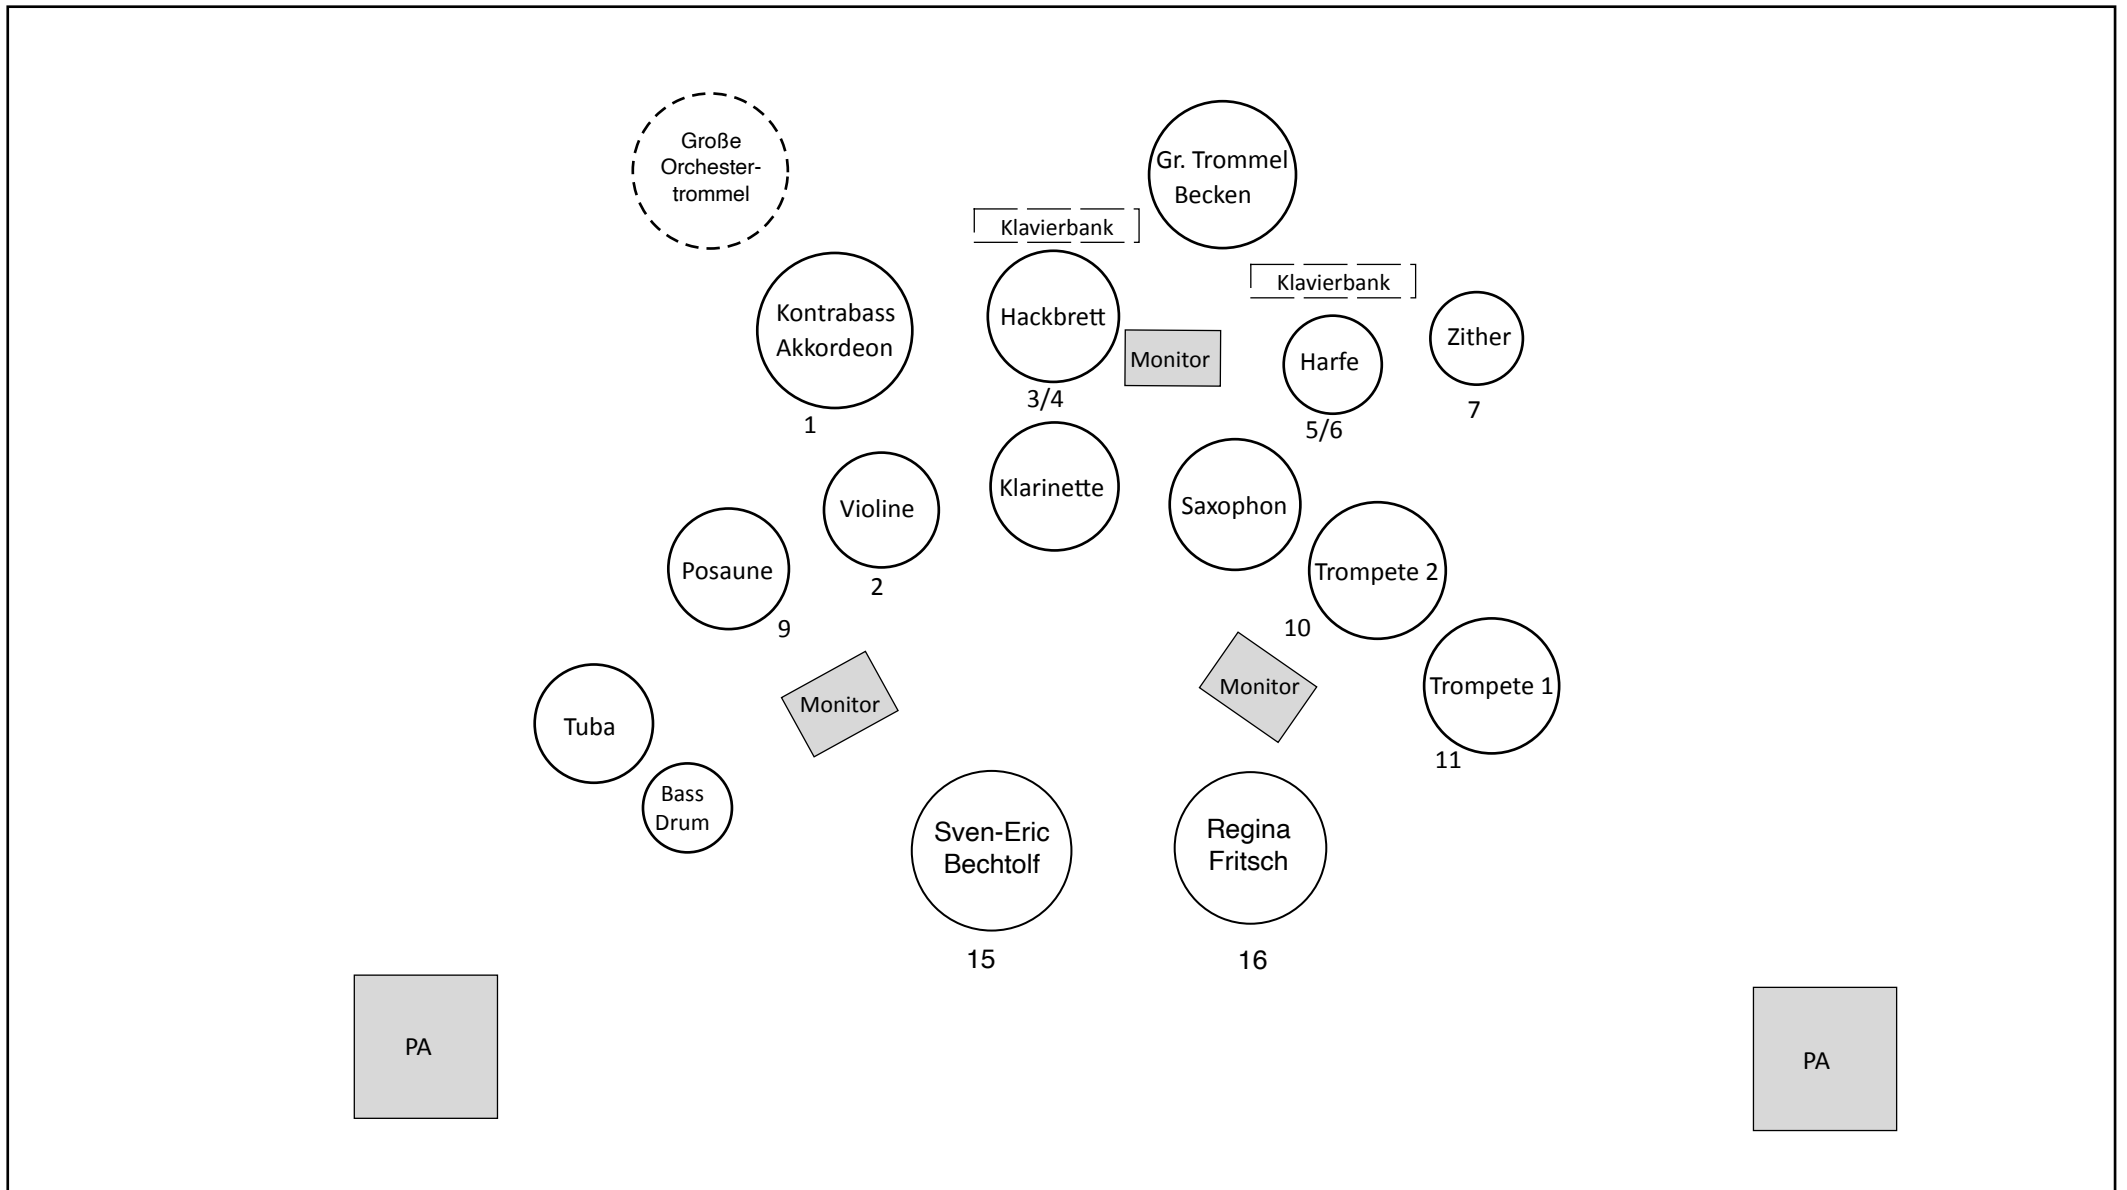 Große
Orchester-
trommel
Gr. Trommel
Becken
Klavierbank
Klavierbank
Kontrabass
Akkordeon
1
Hackbrett
3/4
Monitor
Harfe
5/6
Zither
7
Klarinette
Saxophon
Violine
2
Posaune
9
Trompete 2
10
Trompete 1
11
Monitor
Monitor
Tuba
Bass
Drum
Sven-Eric
Bechtolf
15
Regina
Fritsch
16
PA
PA